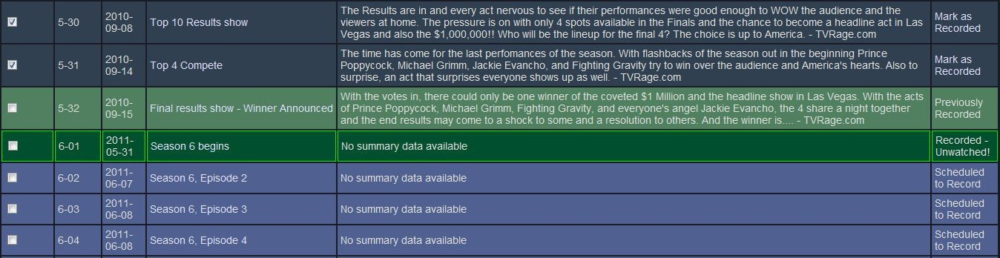 5-30 2010-09-08 Top 10 Results show The Results are in and every act nervous to see if their performances were good enough to WOW the audience and the
viewers at home. The pressure is on with only 4 spots available in the Finals and the chance to become a headline act in Las
Vegas and also the $1,000,000!! Who will be the lineup for the final 4? The choice is up to America. - TVRage.com
Mark as
Recorded
5-31 2010-09-14 Top 4 Compete The time has come for the last perfomances of the season. With flashbacks of the season out in the beginning Prince
Poppycock, Michael Grimm, Jackie Evancho, and Fighting Gravity try to win over the audience and America's hearts. Also to
surprise, an act that surprises everyone shows up as well. - TVRage.com
Mark as
Recorded
5-32 2010-09-15 Final results show - Winner Announced With the votes in, there could only be one winner of the coveted $1 Million and the headline show in Las Vegas. With the acts
of Prince Poppycock, Michael Grimm, Fighting Gravity, and everyone's angel Jackie Evancho, the 4 share a night together
and the end results may come to a shock to some and a resolution to others. And the winner is.... - TVRage.com
Previously
Recorded
6-01 2011-05-31 Season 6 begins No summary data available
Recorded -
Unwatched!
6-02 2011-06-07 Season 6, Episode 2 No summary data available
Scheduled
to Record
6-03 2011-06-08 Season 6, Episode 3 No summary data available
Scheduled
to Record
6-04 2011-06-08 Season 6, Episode 4 No summary data available
Scheduled
to Record